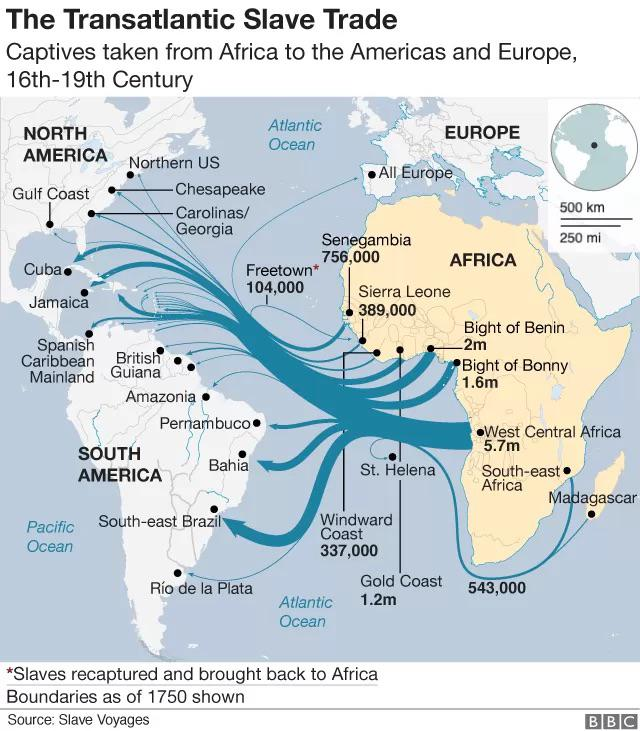 The Transatlantic Slave Trade
Captives taken from Africa to the Americas and Europe,
16th-19th Century
NORTH
AMERICA
Atlantic
Ocean
EUROPE
Northern US
All Europe
Gulf Coast
Chesapeake
Carolinas/
Georgia
500 km
250 mi
Senegambia
756,000
AFRICA
Cuba
Freetown*
104,000
Sierra Leone
389,000
Jamaica
Bight of Benin
2m
Spanish
Caribbean
Mainland
British
Guiana
Bight of Bonny
1.6m
Amazonia
Pernambuco
West Central Africa
5.7m
SOUTH
AMERICA
Bahia
St. Helena
South-east
Africa
Madagascar
Pacific
Ocean
South-east Brazil
Windward
Coast
337,000
Río de la Plata
Gold Coast
1.2m
543,000
Atlantic
Ocean
*Slaves recaptured and brought back to Africa
Boundaries as of 1750 shown
Source: Slave Voyages
BBC